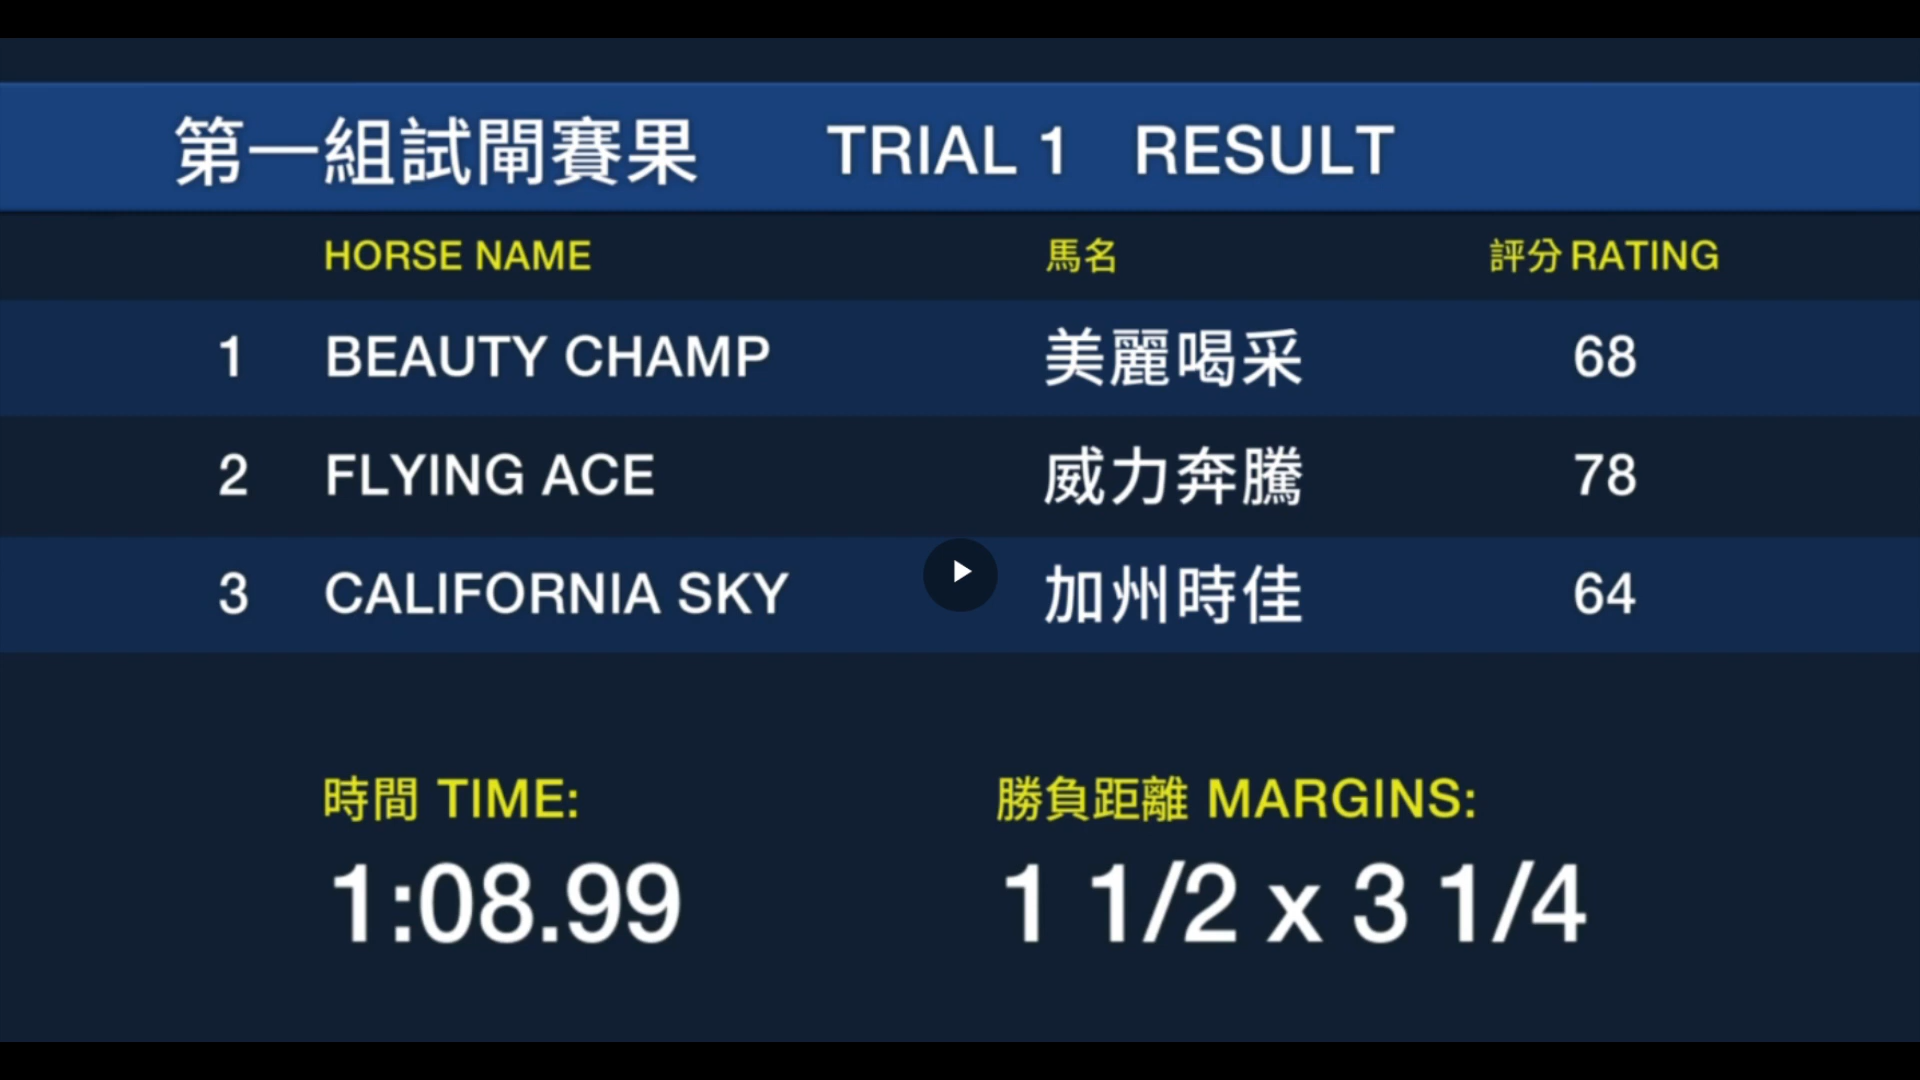 第一組試閘賽果 TRIAL 1 RESULT
HORSE NAME 馬名 評分 RATING
1 BEAUTY CHAMP 美麗喝采 68
2 FLYING ACE 威力奔騰 78
3 CALIFORNIA SKY 加州時佳 64
時間 TIME: 勝負距離 MARGINS:
1:08.99 1 1/2 x 3 1/4